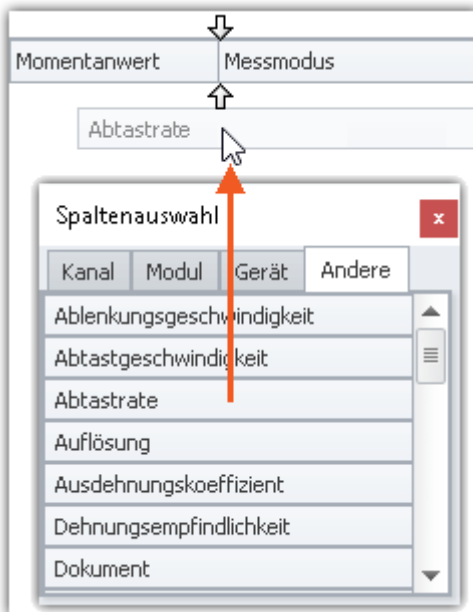 Momentanwert Messmodus
Abtastrate
Spaltenauswahl x
Kanal Modul Gerät Andere
Ablenkungsgeschwindigkeit
Abtastgeschwindigkeit
Abtastrate
Auflösung
Ausdehnungskoeffizient
Dehnungsempfindlichkeit
Dokument